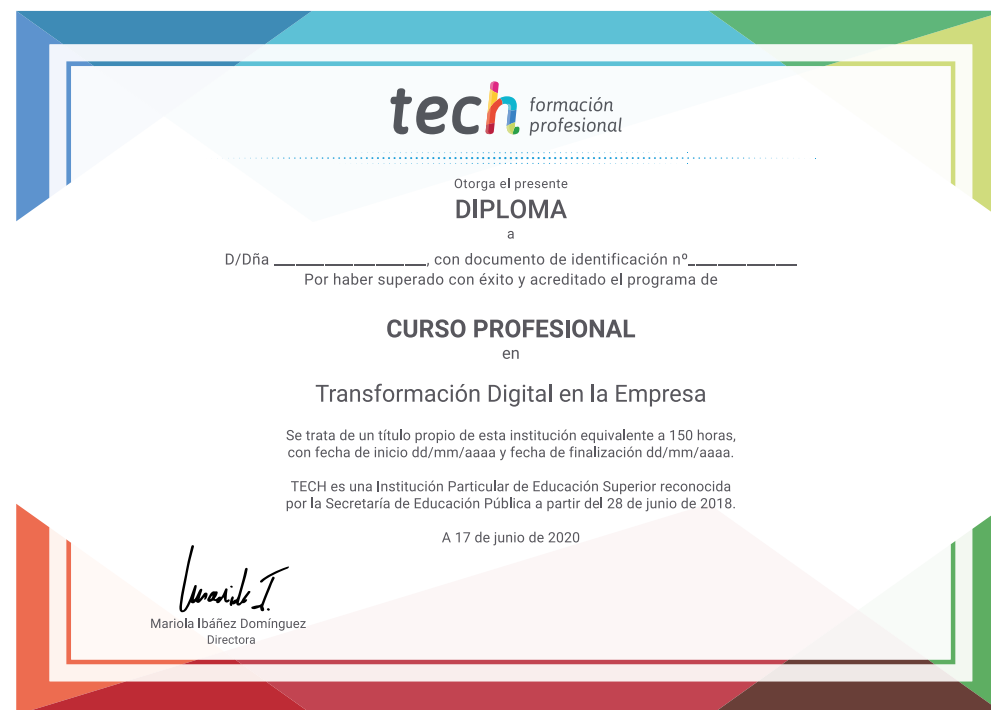 tech formación
profesional
Otorga el presente
DIPLOMA
a
D/Dña ________________, con documento de identificación nº___________
Por haber superado con éxito y acreditado el programa de
CURSO PROFESIONAL
en
Transformación Digital en la Empresa
Se trata de un título propio de esta institución equivalente a 150 horas,
con fecha de inicio dd/mm/aaaa y fecha de finalización dd/mm/aaaa.
TECH es una Institución Particular de Educación Superior reconocida
por la Secretaría de Educación Pública a partir del 28 de junio de 2018.
A 17 de junio de 2020
Mariola Ibáñez Domínguez
Directora